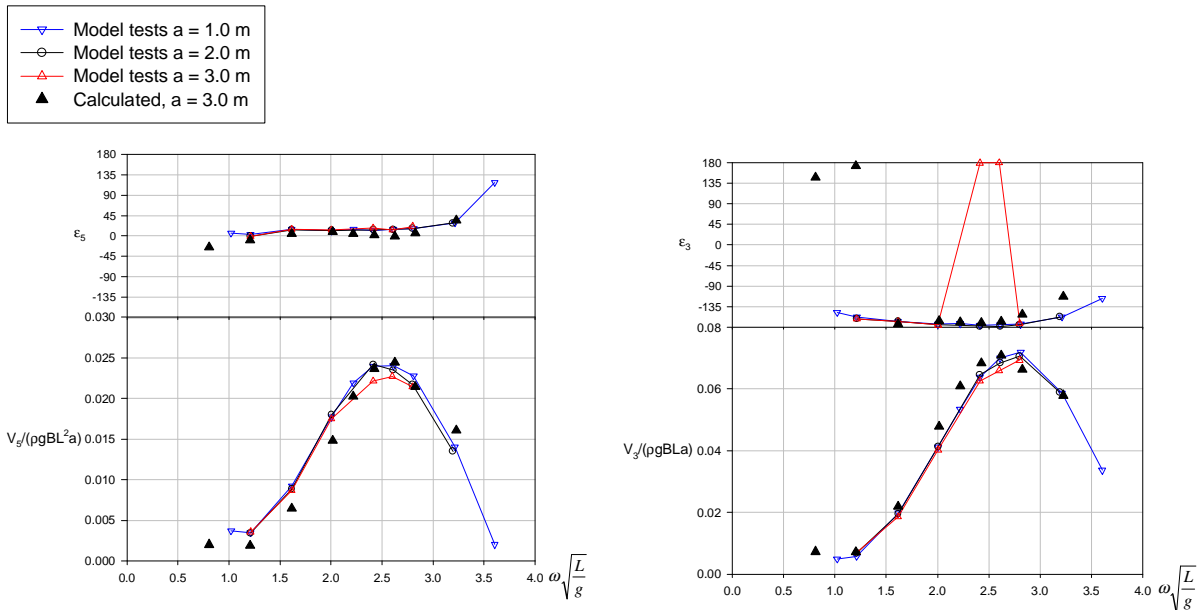 Model tests a = 1.0 m
Model tests a = 2.0 m
Model tests a = 3.0 m
Calculated, a = 3.0 m
180
135
90
45
0
-45
-90
-135
ε5
0.030
0.025
0.020
0.015
0.010
0.005
0.000
V5/(ρgBL²a)
0.0 0.5 1.0 1.5 2.0 2.5 3.0 3.5 4.0
ω√(L/g)
180
135
90
45
0
-45
-90
-135
ε3
0.08
0.06
0.04
0.02
0.00
V3/(ρgBLa)
0.0 0.5 1.0 1.5 2.0 2.5 3.0 3.5 4.0
ω√(L/g)